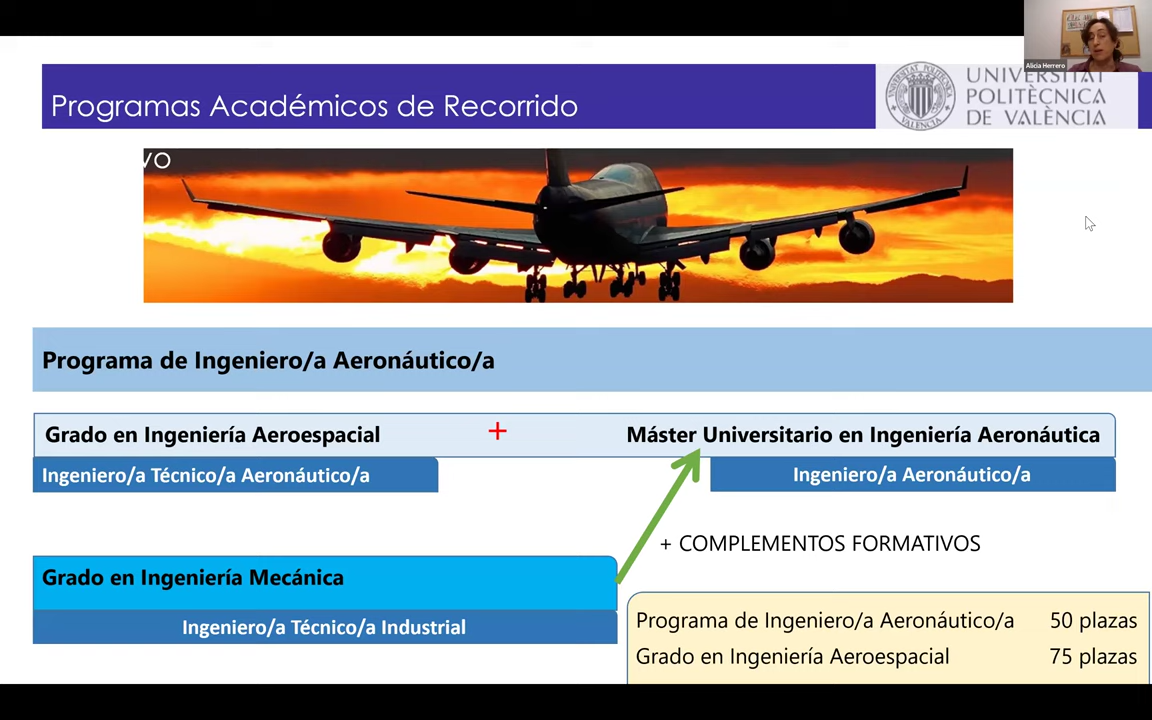 Alicia Herrero
UNIVERSITAT
POLITÈCNICA
DE VALÈNCIA
Programas Académicos de Recorrido
vo
Programa de Ingeniero/a Aeronáutico/a
Grado en Ingeniería Aeroespacial + Máster Universitario en Ingeniería Aeronáutica
Ingeniero/a Técnico/a Aeronáutico/a Ingeniero/a Aeronáutico/a
+ COMPLEMENTOS FORMATIVOS
Grado en Ingeniería Mecánica
Ingeniero/a Técnico/a Industrial
Programa de Ingeniero/a Aeronáutico/a 50 plazas
Grado en Ingeniería Aeroespacial 75 plazas